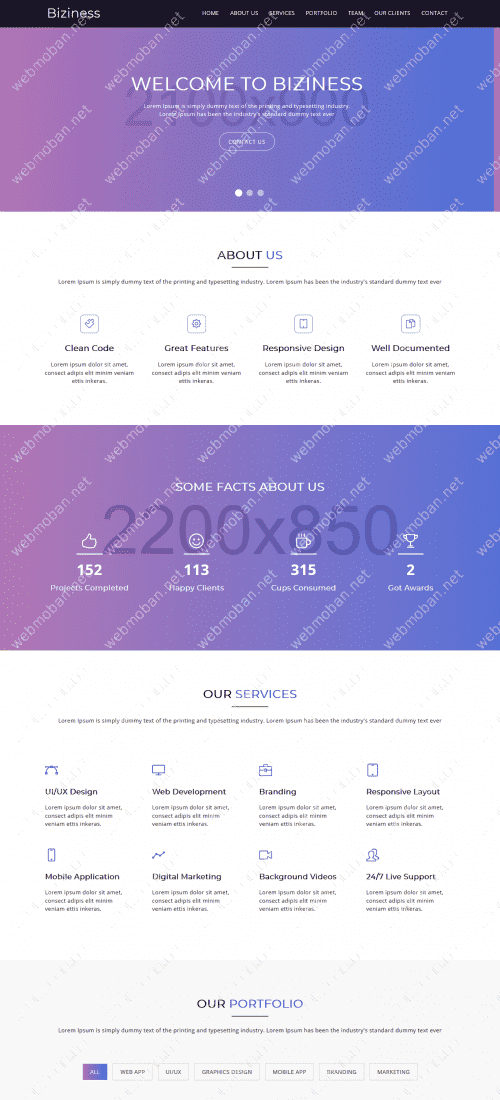 Biziness
HOME ABOUT US SERVICES PORTFOLIO TEAM OUR CLIENTS CONTACT
2100x800
WELCOME TO BIZINESS
Lorem Ipsum is simply dummy text of the printing and typesetting industry.
Lorem Ipsum has been the industry's standard dummy text ever
CONTACT US
ABOUT US
Lorem Ipsum is simply dummy text of the printing and typesetting industry. Lorem Ipsum has been the industry's standard dummy text ever
Clean Code
Lorem ipsum dolor sit amet,
consect adipis elit minim veniam
ettis inkeras.
Great Features
Lorem ipsum dolor sit amet,
consect adipis elit minim veniam
ettis inkeras.
Responsive Design
Lorem ipsum dolor sit amet,
consect adipis elit minim veniam
ettis inkeras.
Well Documented
Lorem ipsum dolor sit amet,
consect adipis elit minim veniam
ettis inkeras.
SOME FACTS ABOUT US
2200x850
152
Projects Completed
113
Happy Clients
315
Cups Consumed
2
Got Awards
OUR SERVICES
Lorem Ipsum is simply dummy text of the printing and typesetting industry. Lorem Ipsum has been the industry's standard dummy text ever
UI/UX Design
Lorem ipsum dolor sit amet,
consect adipis elit minim
veniam ettis inkeras.
Web Development
Lorem ipsum dolor sit amet,
consect adipis elit minim
veniam ettis inkeras.
Branding
Lorem ipsum dolor sit amet,
consect adipis elit minim
veniam ettis inkeras.
Responsive Layout
Lorem ipsum dolor sit amet,
consect adipis elit minim
veniam ettis inkeras.
Mobile Application
Lorem ipsum dolor sit amet,
consect adipis elit minim
veniam ettis inkeras.
Digital Marketing
Lorem ipsum dolor sit amet,
consect adipis elit minim
veniam ettis inkeras.
Background Videos
Lorem ipsum dolor sit amet,
consect adipis elit minim
veniam ettis inkeras.
24/7 Live Support
Lorem ipsum dolor sit amet,
consect adipis elit minim
veniam ettis inkeras.
OUR PORTFOLIO
Lorem Ipsum is simply dummy text of the printing and typesetting industry. Lorem Ipsum has been the industry's standard dummy text ever
ALL WEB APP UI/UX GRAPHICS DESIGN MOBILE APP BRANDING MARKETING
webmoban.net